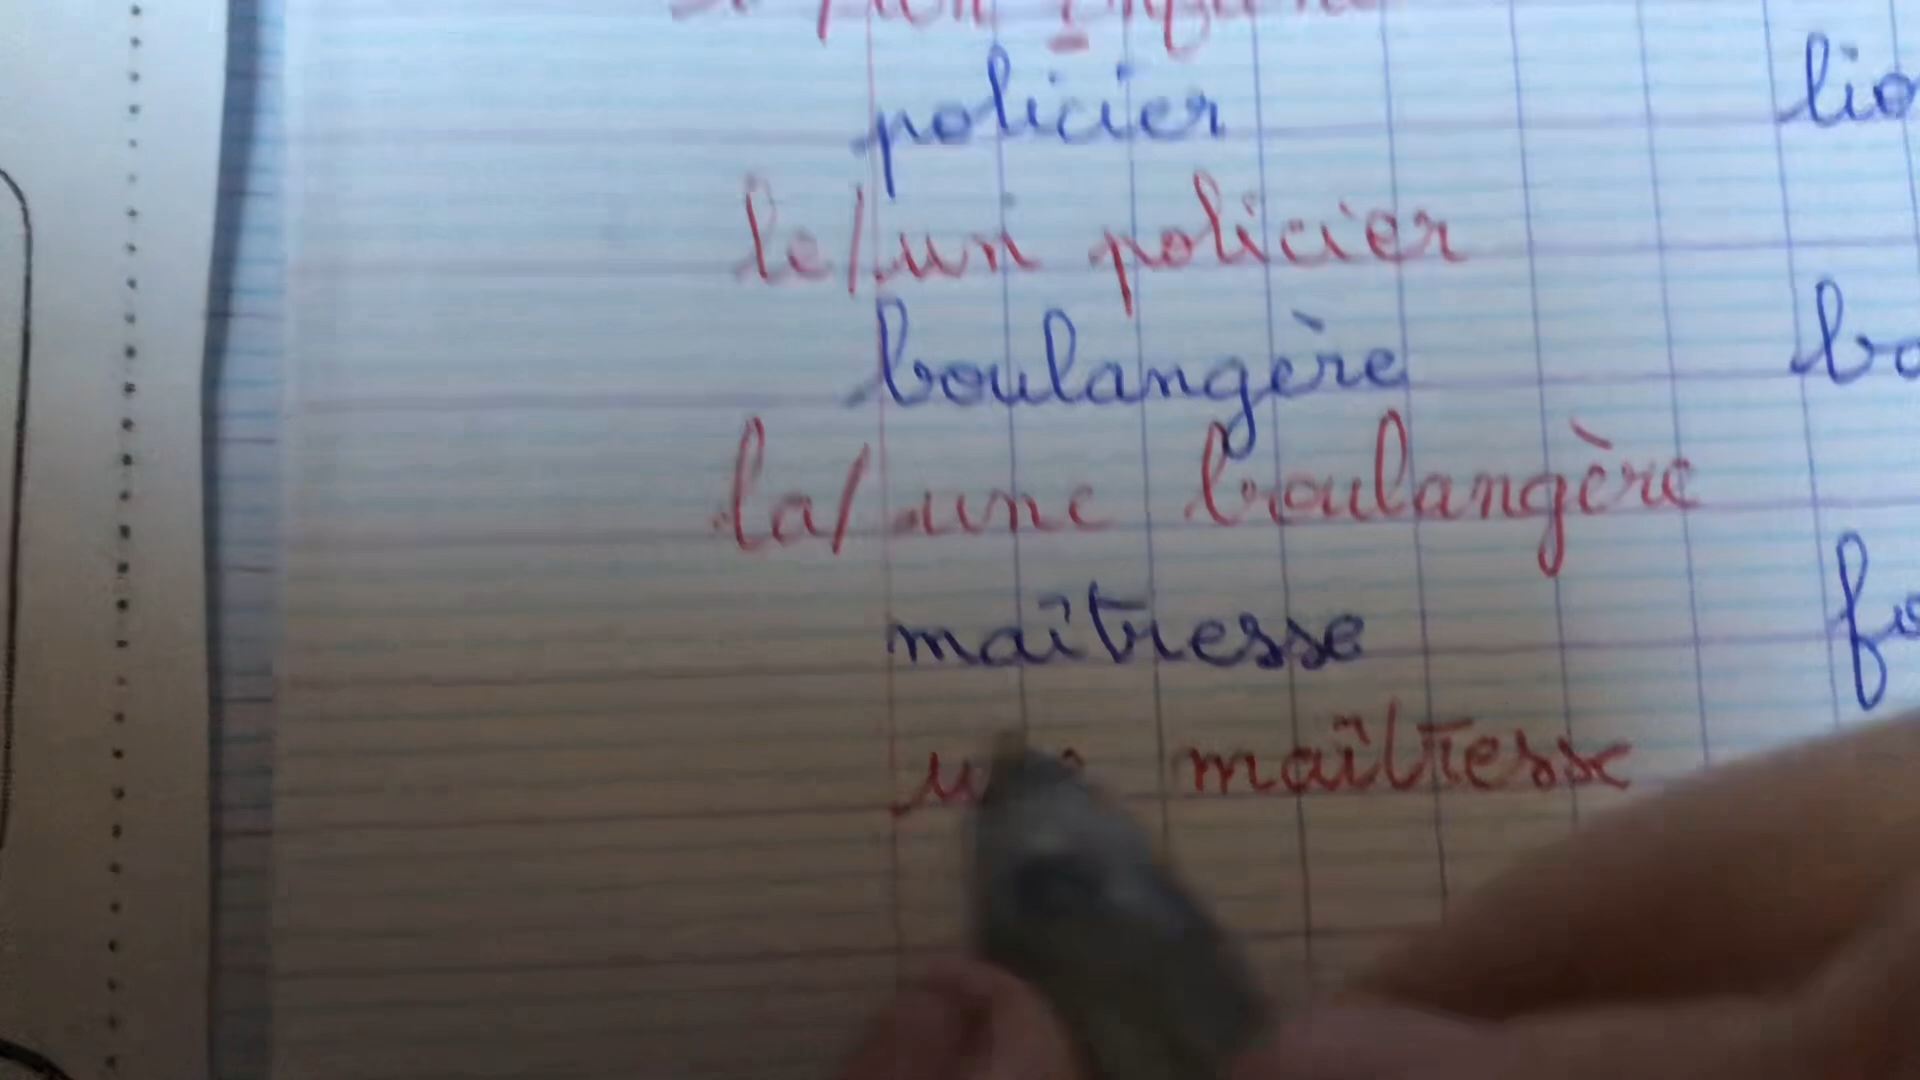 policier
le/un policier
boulangère
la/une boulangère
maîtresse
maîtresse